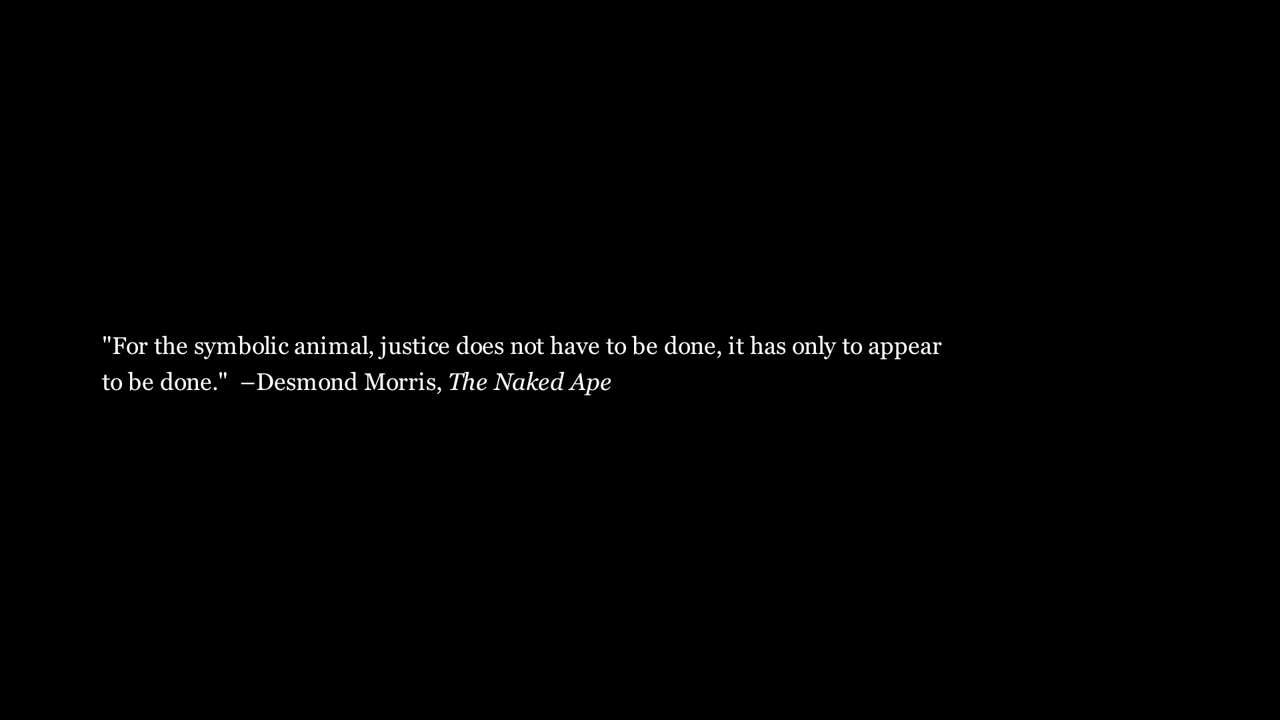 "For the symbolic animal, justice does not have to be done, it has only to appear
to be done."  –Desmond Morris, The Naked Ape